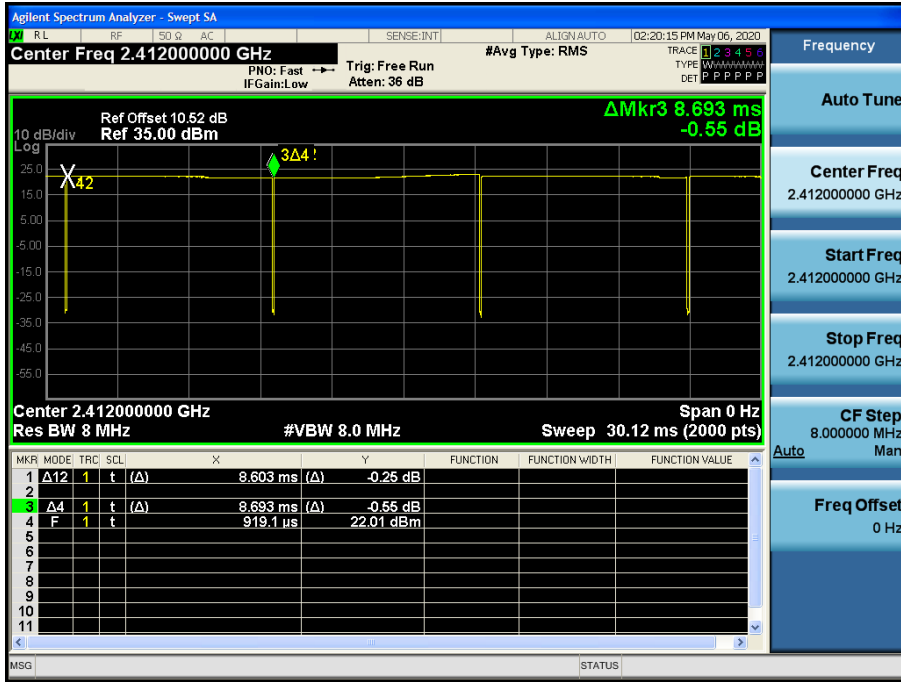 Agilent Spectrum Analyzer - Swept SA
LXI RL RF 50 Ω AC SENSE:INT ALIGN AUTO 02:20:15 PM May 06, 2020
Center Freq 2.412000000 GHz #Avg Type: RMS TRACE 1 2 3 4 5 6
PNO: Fast Trig: Free Run TYPE W
IFGain:Low Atten: 36 dB DET P P P P P P
Frequency
Auto Tune
Center Freq
2.412000000 GHz
Start Freq
2.412000000 GHz
Stop Freq
2.412000000 GHz
CF Step
8.000000 MHz
Auto Man
Freq Offset
0 Hz
ΔMkr3 8.693 ms
-0.55 dB
Ref Offset 10.52 dB
10 dB/div Ref 35.00 dBm
Log
3Δ4
25.0
42
15.0
5.00
-5.00
-15.0
-25.0
-35.0
-45.0
-55.0
Center 2.412000000 GHz Span 0 Hz
Res BW 8 MHz #VBW 8.0 MHz Sweep 30.12 ms (2000 pts)
MKR MODE TRC SCL X Y FUNCTION FUNCTION WIDTH FUNCTION VALUE
1 Δ12 1 t (Δ) 8.603 ms (Δ) -0.25 dB
2
3 Δ4 1 t (Δ) 8.693 ms (Δ) -0.55 dB
4 F 1 t 919.1 µs 22.01 dBm
5
6
7
8
9
10
11
MSG STATUS